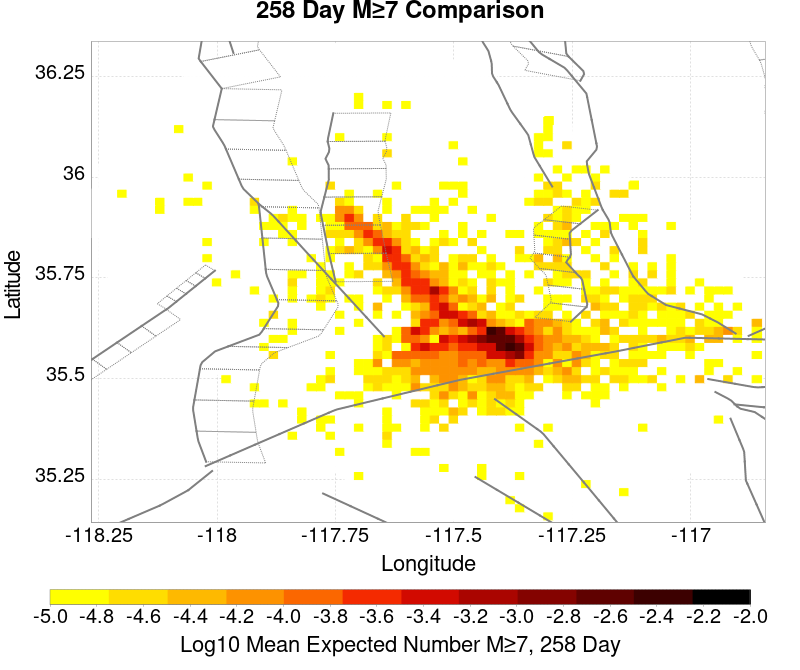 258 Day M≥7 Comparison
36.25
36
35.75
35.5
35.25
Latitude
-118.25 -118 -117.75 -117.5 -117.25 -117
Longitude
-5.0 -4.8 -4.6 -4.4 -4.2 -4.0 -3.8 -3.6 -3.4 -3.2 -3.0 -2.8 -2.6 -2.4 -2.2 -2.0
Log10 Mean Expected Number M≥7, 258 Day